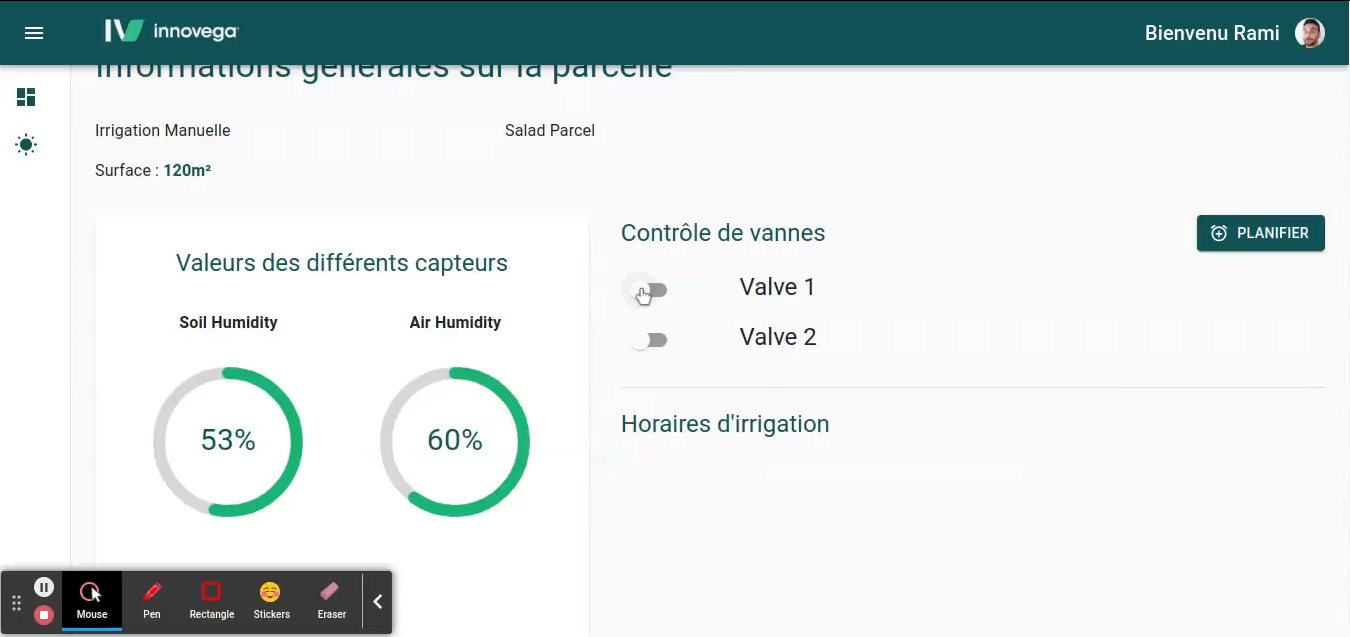 innovega
Bienvenu Rami
Informations générales sur la parcelle
Irrigation Manuelle
Salad Parcel
Surface : 120m²
Valeurs des différents capteurs
Soil Humidity
Air Humidity
53%
60%
Contrôle de vannes
PLANIFIER
Valve 1
Valve 2
Horaires d'irrigation
Mouse
Pen
Rectangle
Stickers
Eraser